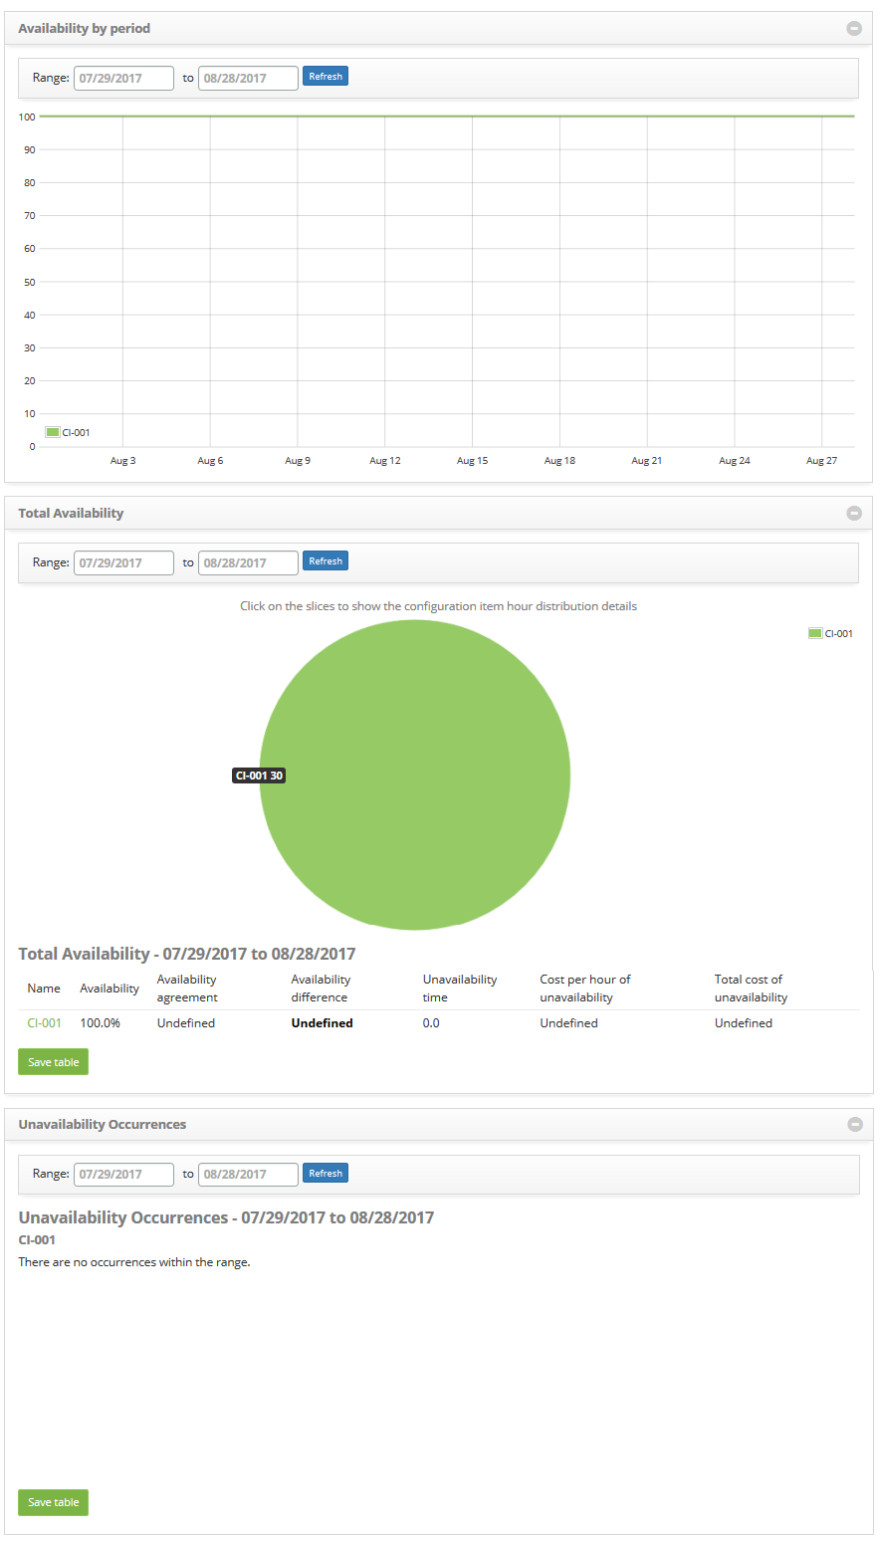 Availability by period
Range: 07/29/2017 to 08/28/2017 Refresh
100
90
80
70
60
50
40
30
20
10
CI-001
0
Aug 3 Aug 6 Aug 9 Aug 12 Aug 15 Aug 18 Aug 21 Aug 24 Aug 27
Total Availability
Range: 07/29/2017 to 08/28/2017 Refresh
Click on the slices to show the configuration item hour distribution details
CI-001
CI-001 30
Total Availability - 07/29/2017 to 08/28/2017
Name Availability Availability agreement Availability difference Unavailability time Cost per hour of unavailability Total cost of unavailability
CI-001 100.0% Undefined Undefined 0.0 Undefined Undefined
Save table
Unavailability Occurrences
Range: 07/29/2017 to 08/28/2017 Refresh
Unavailability Occurrences - 07/29/2017 to 08/28/2017
CI-001
There are no occurrences within the range.
Save table